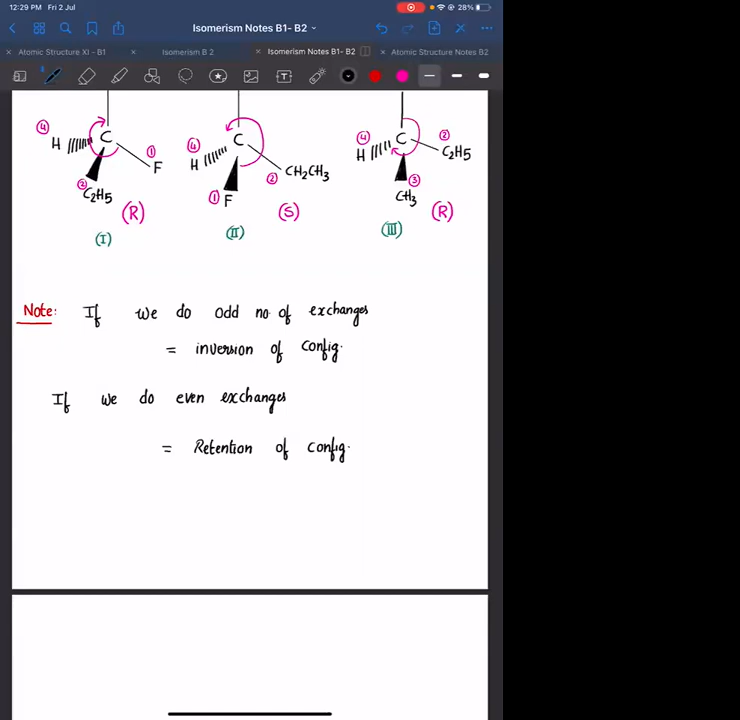 12:29 PM Fri 2 Jul
28%
Isomerism Notes B1- B2
Atomic Structure XI - B1
Isomerism B 2
Isomerism Notes B1- B2
Atomic Structure Notes B2
④ H C ① F
② C2H5
(R)
(I)
④ H C ② CH2CH3
① F
(S)
(II)
④ H C ② C2H5
③ CH3
(R)
(III)
Note: If we do odd no. of exchanges
= inversion of config.
If we do even exchanges
= Retention of config.